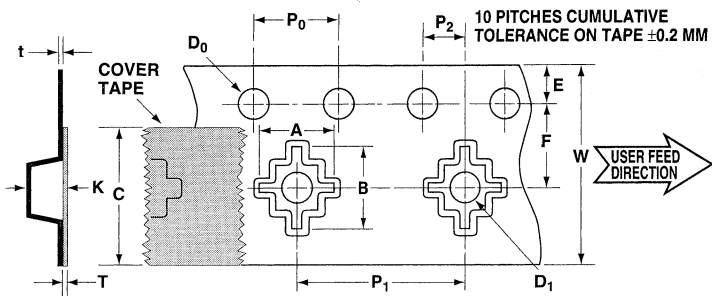 10 PITCHES CUMULATIVE
TOLERANCE ON TAPE ±0.2 MM
P0
P2
D0
t
COVER
TAPE
E
A
F
W
USER FEED
DIRECTION
K
C
B
T
P1
D1